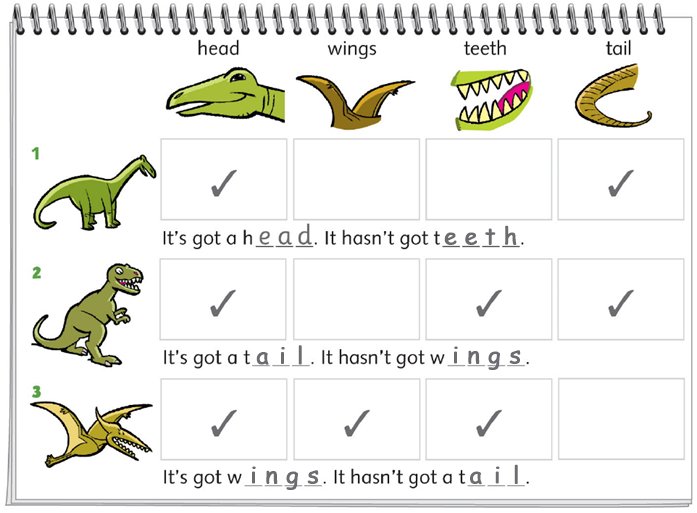 head wings teeth tail
1
It's got a head. It hasn't got teeth.
2
It's got a tail. It hasn't got wings.
3
It's got wings. It hasn't got a tail.